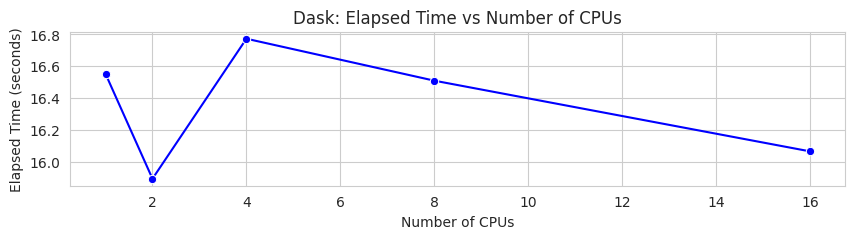 Dask: Elapsed Time vs Number of CPUs
Elapsed Time (seconds)
16.8
16.6
16.4
16.2
16.0
2 4 6 8 10 12 14 16
Number of CPUs